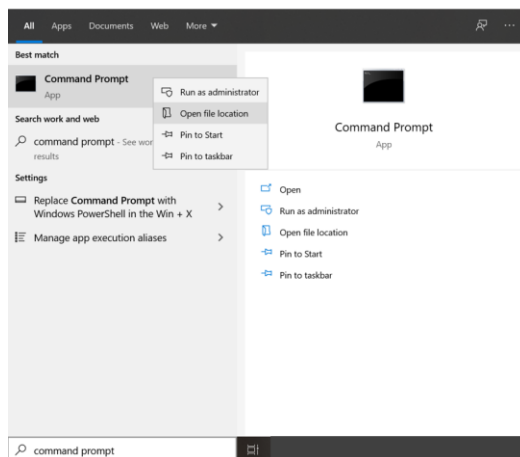 All Apps Documents Web More
Best match
Command Prompt
App
Run as administrator
Open file location
Pin to Start
Pin to taskbar
Search work and web
command prompt - See wor
results
Settings
Replace Command Prompt with
Windows PowerShell in the Win + X
Manage app execution aliases
Command Prompt
App
Open
Run as administrator
Open file location
Pin to Start
Pin to taskbar
command prompt